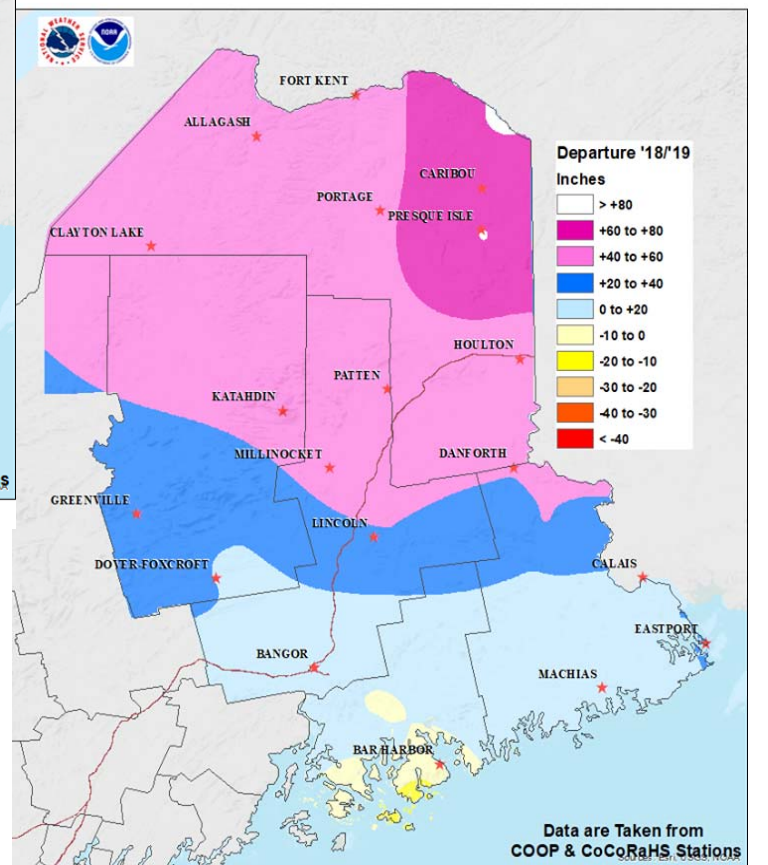 FORT KENT
ALLAGASH
CARIBOU
PORTAGE
PRESQUE ISLE
CLAYTON LAKE
HOULTON
PATTEN
KATAHDIN
MILLINOCKET
DANFORTH
GREENVILLE
LINCOLN
DOVER-FOXCROFT
CALAIS
EASTPORT
BANGOR
MACHIAS
BAR HARBOR
Departure '18/'19
Inches
> +80
+60 to +80
+40 to +60
+20 to +40
0 to +20
-10 to 0
-20 to -10
-30 to -20
-40 to -30
< -40
s
NOAA
Data are Taken from
COOP & CoCoRaHS Stations